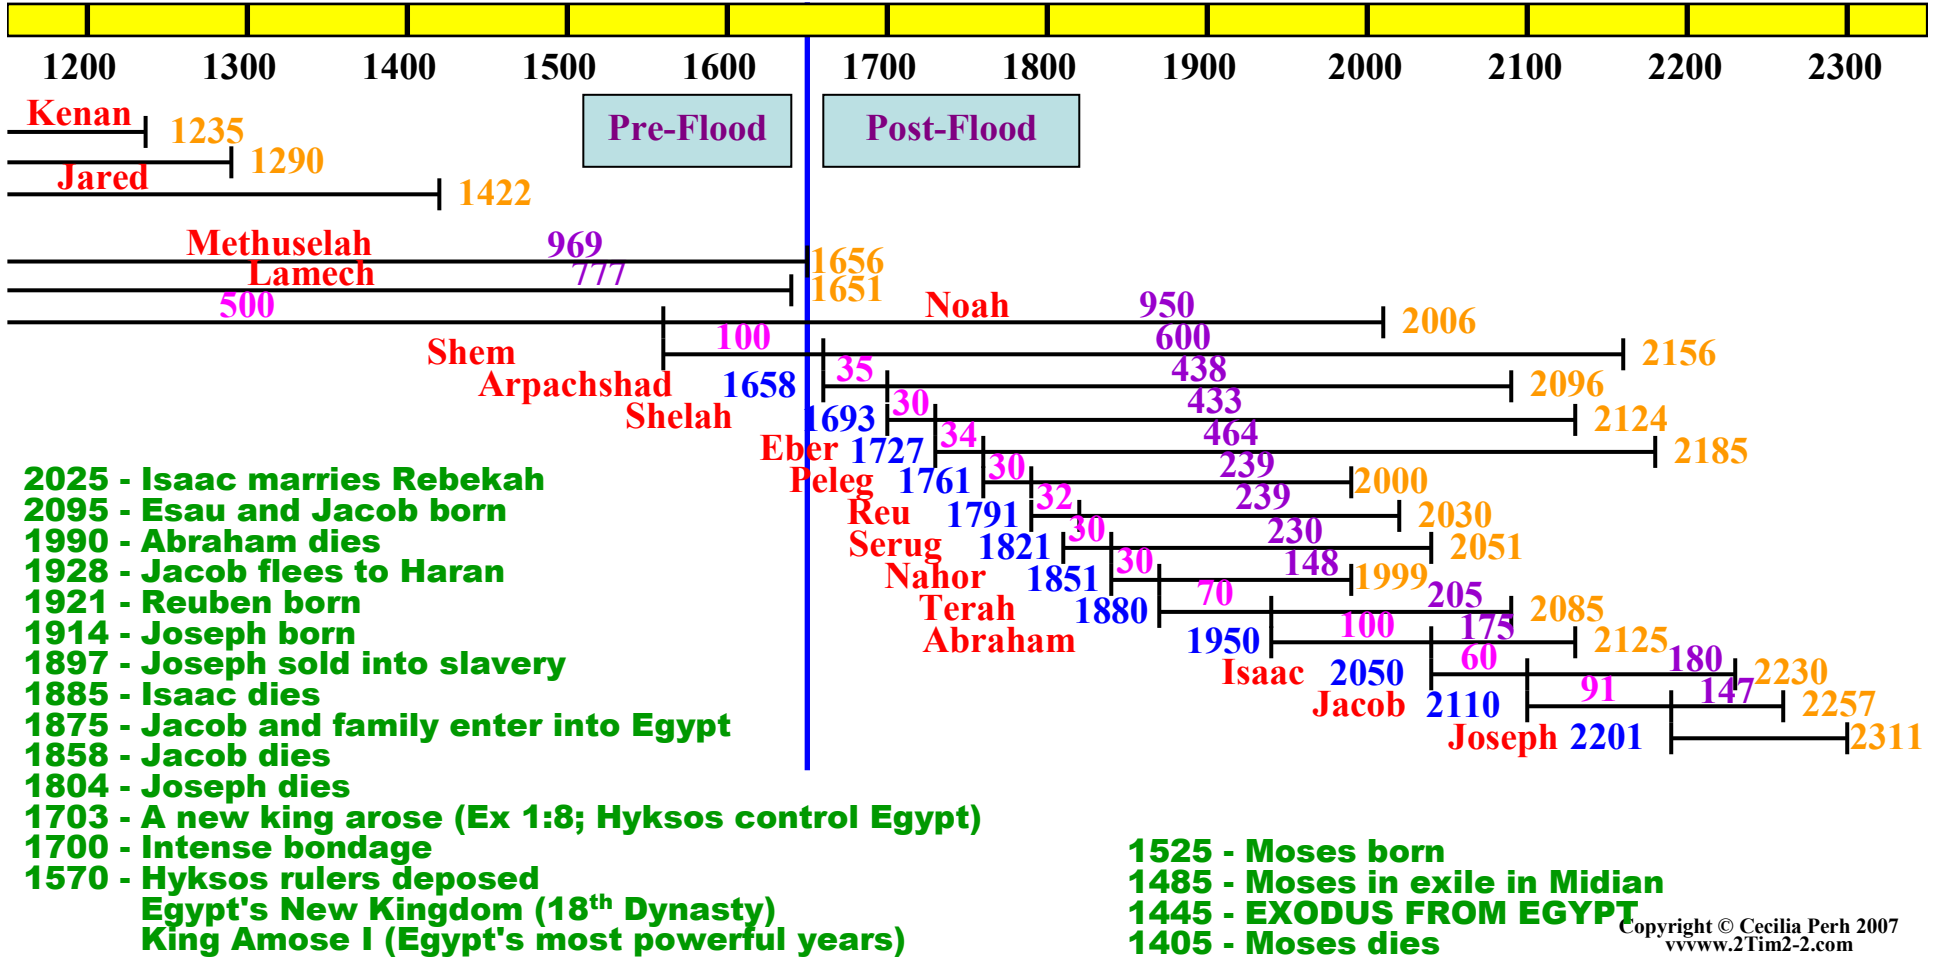 1200 1300 1400 1500 1600 1700 1800 1900 2000 2100 2200 2300
Pre-Flood Post-Flood
Kenan 1235
1290
Jared 1422
Methuselah 969 1656
Lamech 777 1651
500 Noah 950 2006
Shem 100 600 2156
Arpachshad 1658 35 438 2096
Shelah 1693 30 433 2124
Eber 1727 34 464 2185
Peleg 1761 30 239 2000
Reu 1791 32 239 2030
Serug 1821 30 230 2051
Nahor 1851 30 148 1999
Terah 1880 70 205 2085
Abraham 1950 100 175 2125
Isaac 2050 60 180 2230
Jacob 2110 91 147 2257
Joseph 2201 2311
2025 - Isaac marries Rebekah
2095 - Esau and Jacob born
1990 - Abraham dies
1928 - Jacob flees to Haran
1921 - Reuben born
1914 - Joseph born
1897 - Joseph sold into slavery
1885 - Isaac dies
1875 - Jacob and family enter into Egypt
1858 - Jacob dies
1804 - Joseph dies
1703 - A new king arose (Ex 1:8; Hyksos control Egypt)
1700 - Intense bondage
1570 - Hyksos rulers deposed
Egypt's New Kingdom (18th Dynasty)
King Amose I (Egypt's most powerful years)
1525 - Moses born
1485 - Moses in exile in Midian
1445 - EXODUS FROM EGYPT
1405 - Moses dies
Copyright © Cecilia Perh 2007
vvvww.2Tim2-2.com